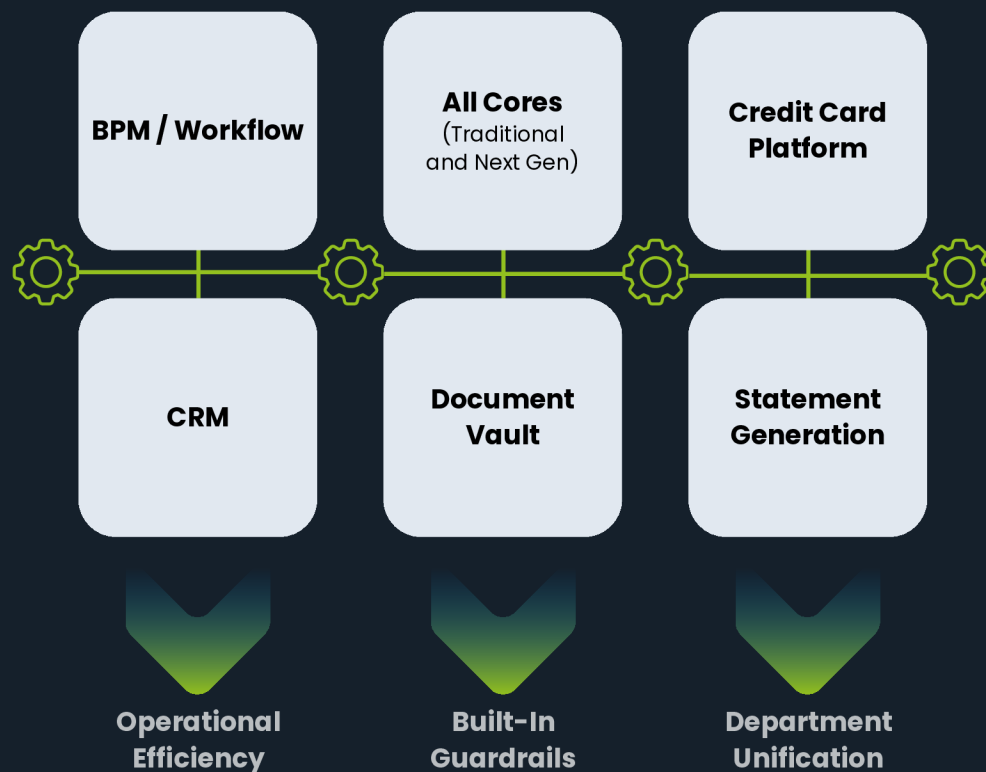 BPM / Workflow
All Cores
(Traditional
and Next Gen)
Credit Card
Platform
CRM
Document
Vault
Statement
Generation
Operational
Efficiency
Built-In
Guardrails
Department
Unification